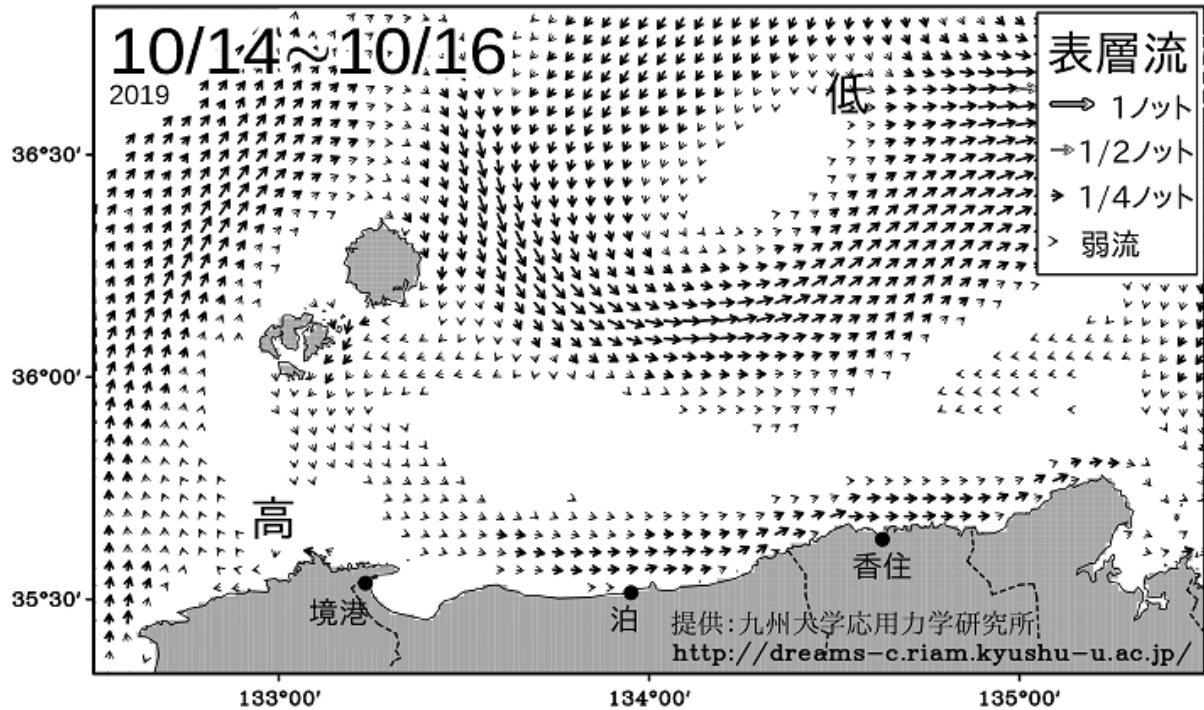 10/14～10/16
2019
低
表層流
1ノット
1/2ノット
1/4ノット
弱流
36°30′
36°00′
高
35°30′
境港
泊
香住
提供:九州大学応用力学研究所
http://dreams-c.riam.kyushu-u.ac.jp/
133°00′
134°00′
135°00′